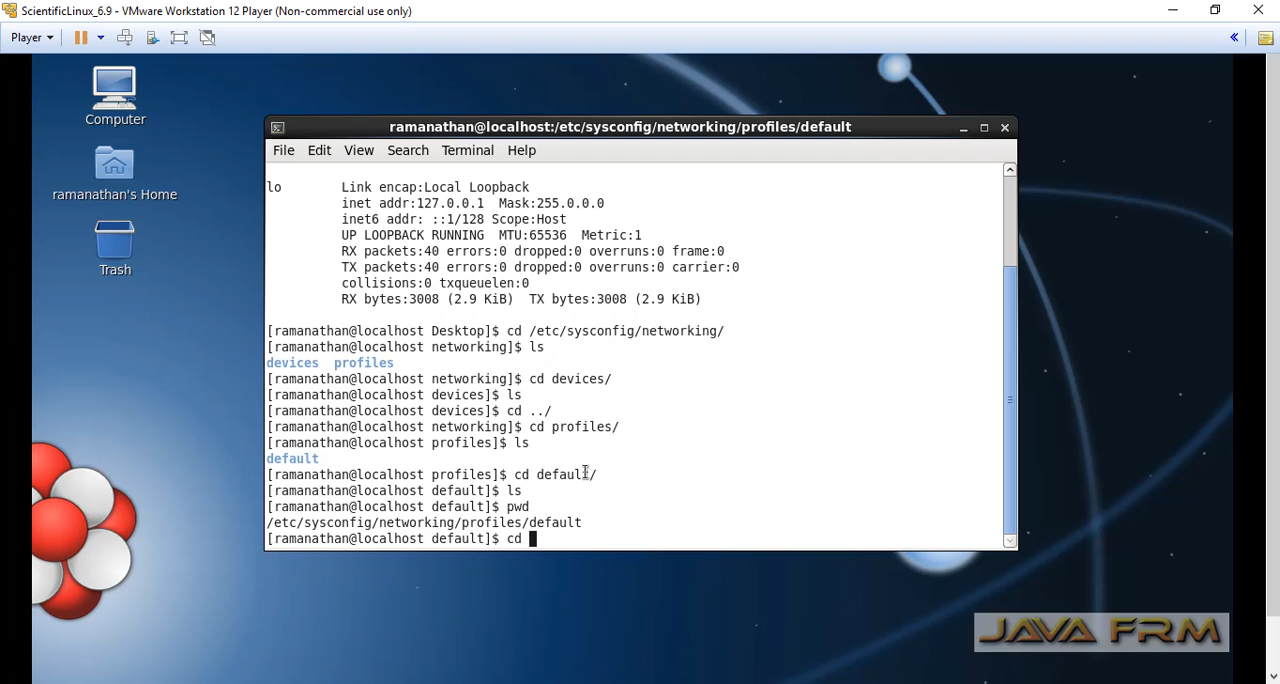 ScientificLinux_6.9 - VMware Workstation 12 Player (Non-commercial use only)
Player
Computer
ramanathan's Home
Trash
ramanathan@localhost:/etc/sysconfig/networking/profiles/default
File Edit View Search Terminal Help
lo Link encap:Local Loopback
inet addr:127.0.0.1 Mask:255.0.0.0
inet6 addr: ::1/128 Scope:Host
UP LOOPBACK RUNNING MTU:65536 Metric:1
RX packets:40 errors:0 dropped:0 overruns:0 frame:0
TX packets:40 errors:0 dropped:0 overruns:0 carrier:0
collisions:0 txqueuelen:0
RX bytes:3008 (2.9 KiB) TX bytes:3008 (2.9 KiB)
[ramanathan@localhost Desktop]$ cd /etc/sysconfig/networking/
[ramanathan@localhost networking]$ ls
devices profiles
[ramanathan@localhost networking]$ cd devices/
[ramanathan@localhost devices]$ ls
[ramanathan@localhost devices]$ cd ../
[ramanathan@localhost networking]$ cd profiles/
[ramanathan@localhost profiles]$ ls
default
[ramanathan@localhost profiles]$ cd default/
[ramanathan@localhost default]$ ls
[ramanathan@localhost default]$ pwd
/etc/sysconfig/networking/profiles/default
[ramanathan@localhost default]$ cd
JAVA FRM